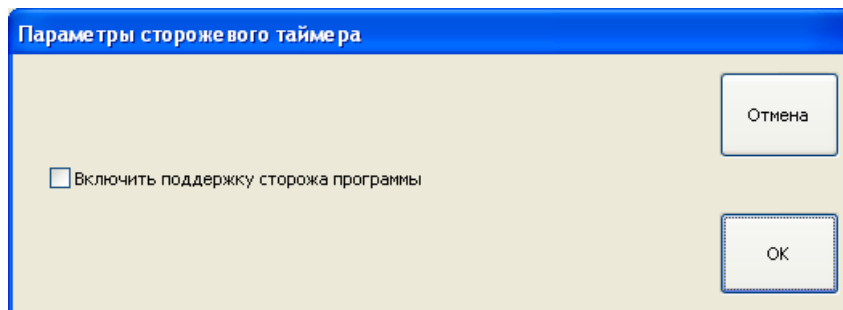 Параметры сторожевого таймера
Отмена
Включить поддержку сторожа программы
OK